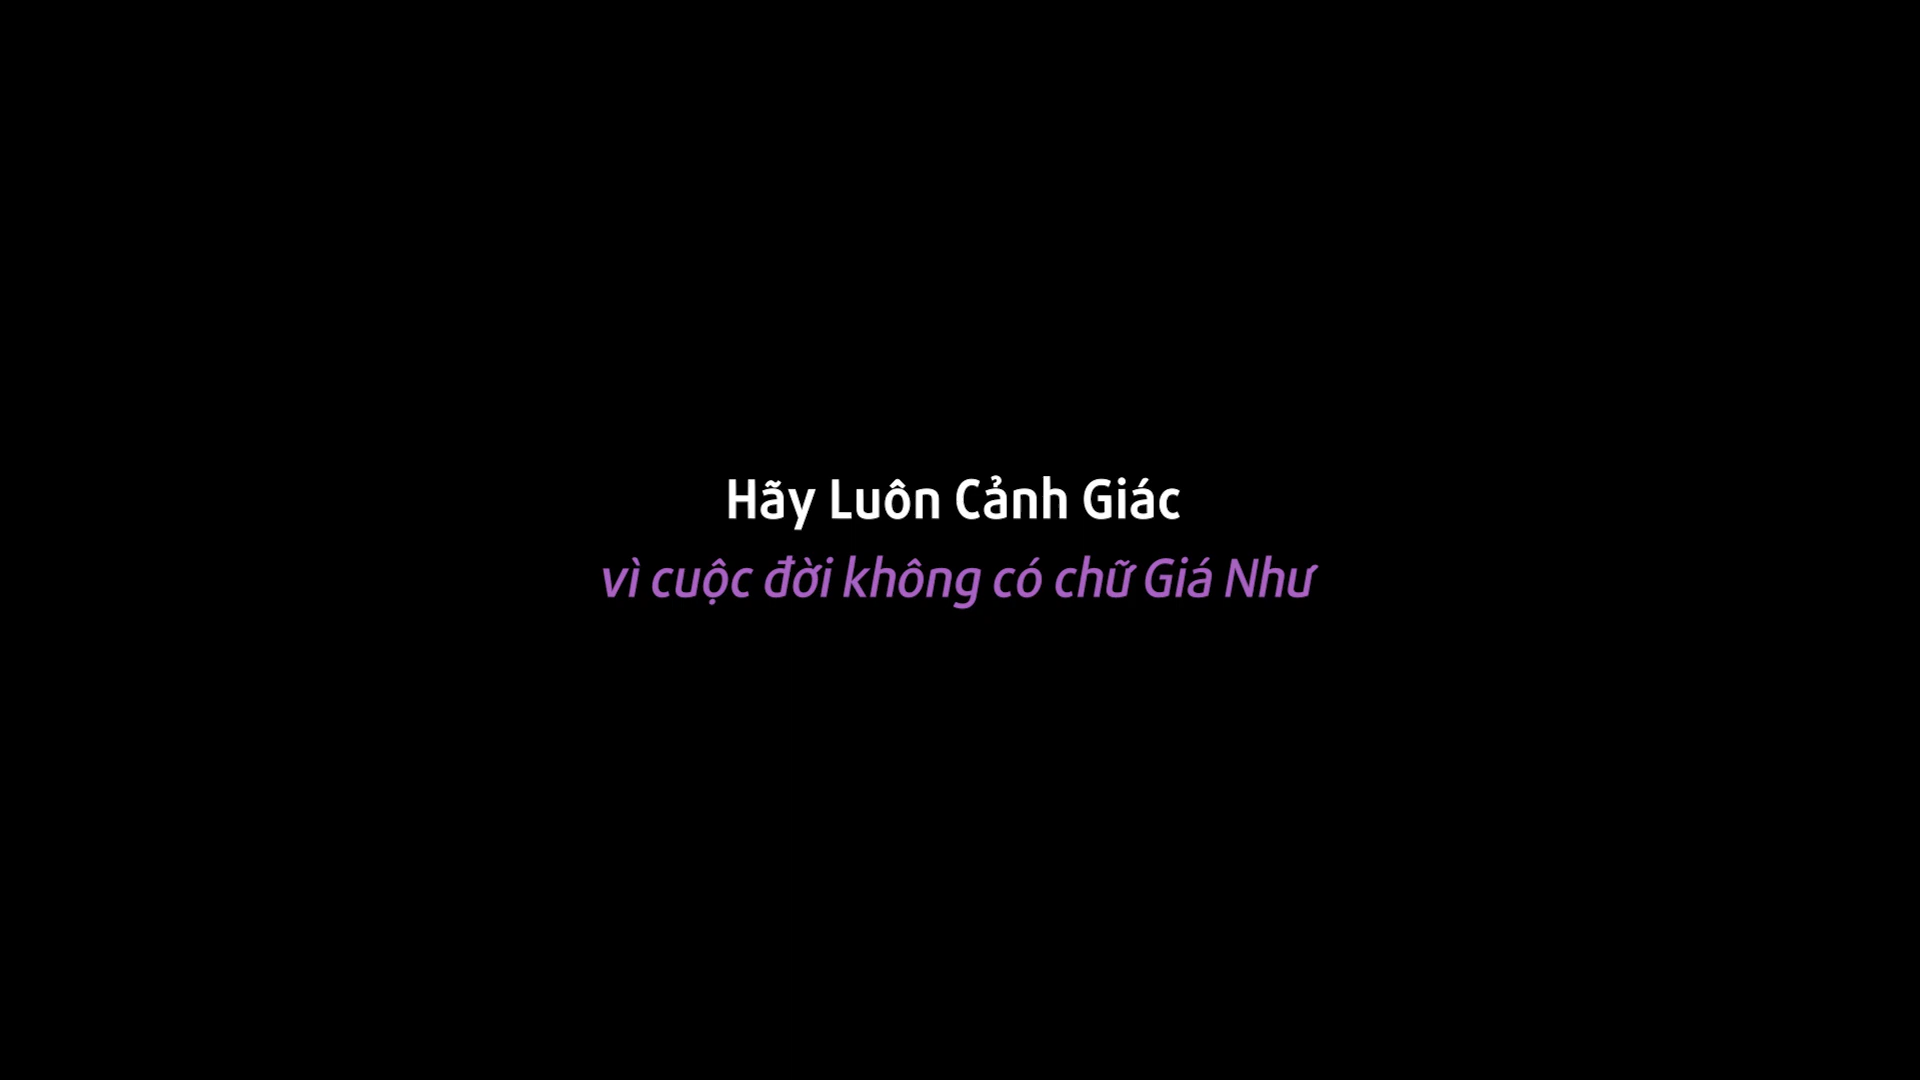 Hãy Luôn Cảnh Giác
vì cuộc đời không có chữ Giá Như